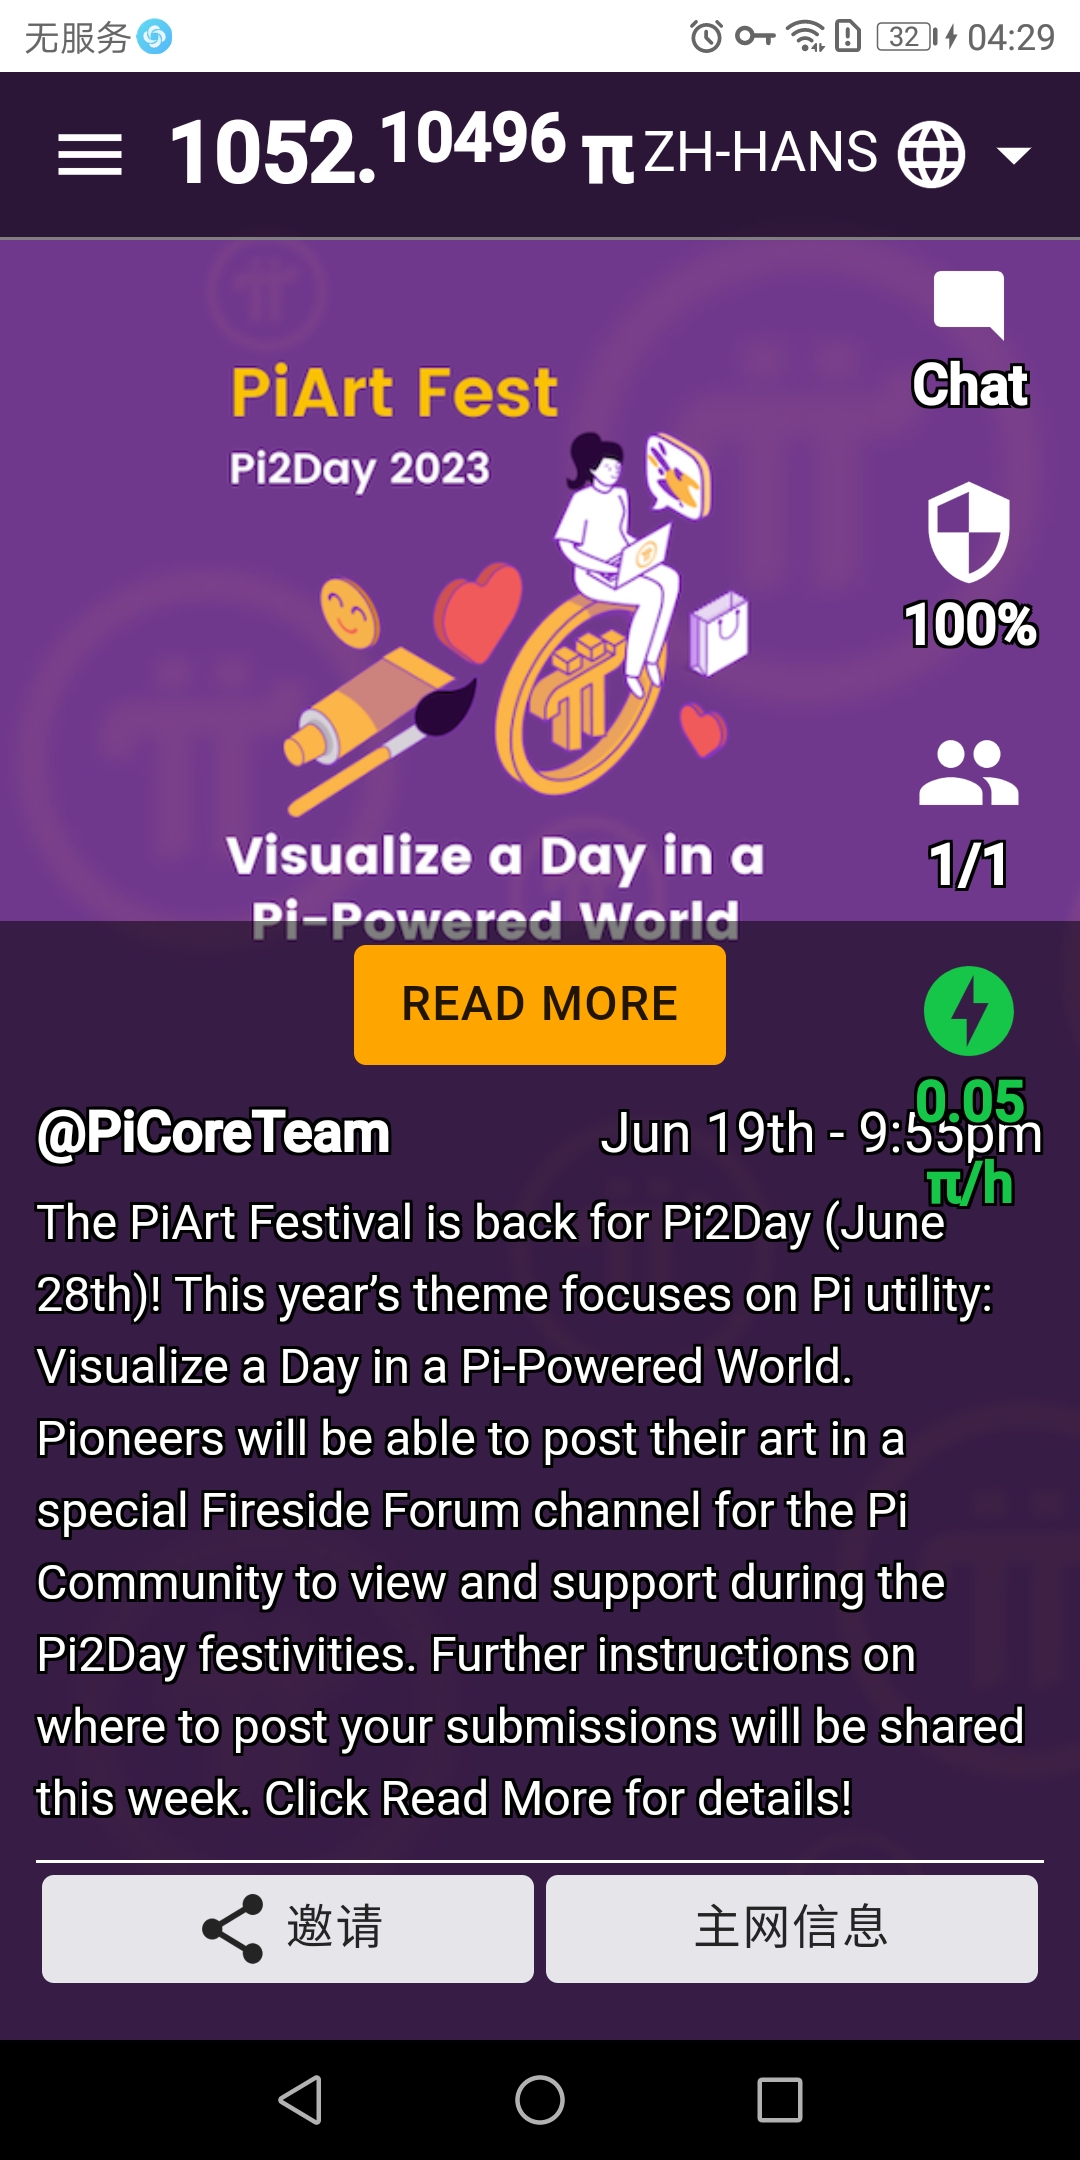 无服务
32
04:29
1052.10496 π
ZH-HANS
PiArt Fest
Pi2Day 2023
Chat
100%
1/1
Visualize a Day in a
Pi-Powered World
READ MORE
0.05
π/h
@PiCoreTeam
Jun 19th - 9:55pm
The PiArt Festival is back for Pi2Day (June
28th)! This year’s theme focuses on Pi utility:
Visualize a Day in a Pi-Powered World.
Pioneers will be able to post their art in a
special Fireside Forum channel for the Pi
Community to view and support during the
Pi2Day festivities. Further instructions on
where to post your submissions will be shared
this week. Click Read More for details!
邀请
主网信息